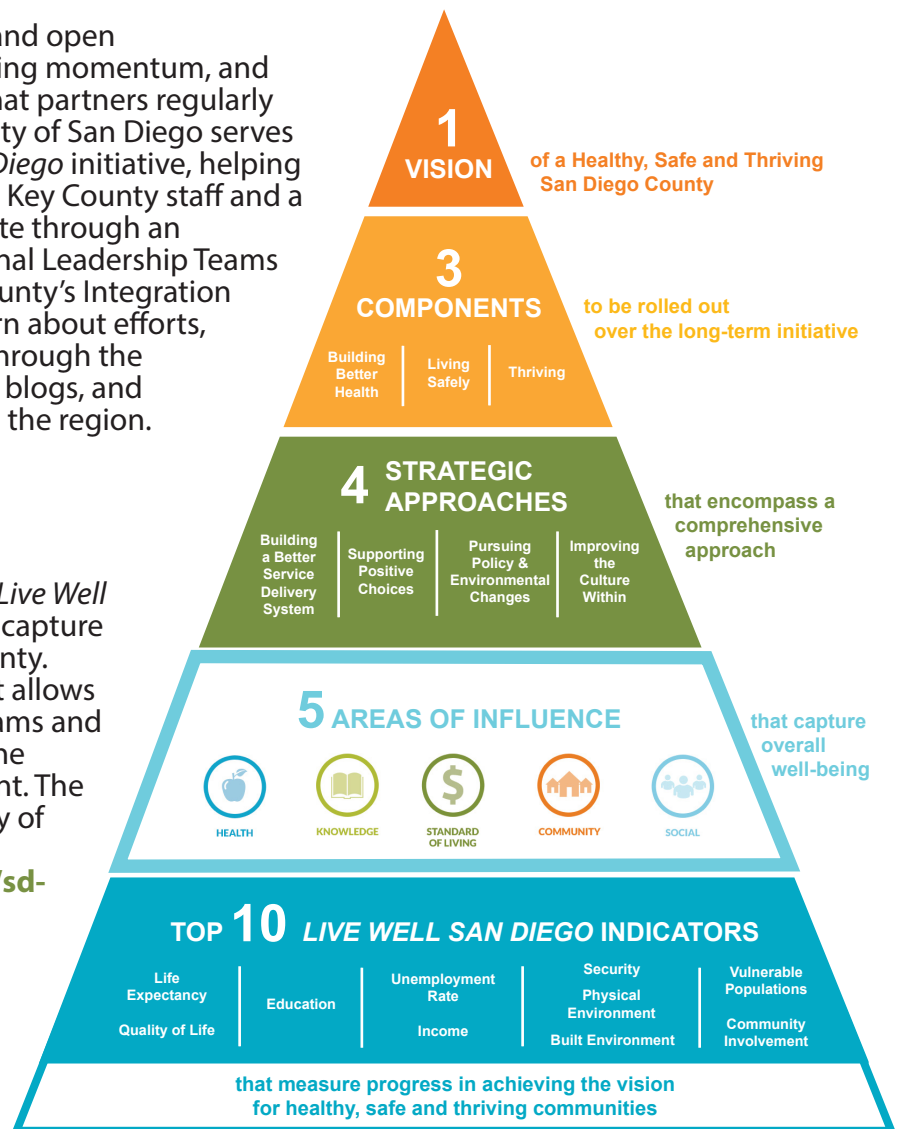 and open
ing momentum, and
hat partners regularly
ty of San Diego serves
Diego initiative, helping
Key County staff and a
te through an
nal Leadership Teams
ounty's Integration
rn about efforts,
hrough the
blogs, and
the region.
Live Well
capture
nty.
t allows
ams and
he
nt. The
y of
/sd-
1
VISION
of a Healthy, Safe and Thriving
San Diego County
3
COMPONENTS
Building
Better
Health
Living
Safely
Thriving
to be rolled out
over the long-term initiative
4 STRATEGIC
APPROACHES
Building
a Better
Service
Delivery
System
Supporting
Positive
Choices
Pursuing
Policy &
Environmental
Changes
Improving
the
Culture
Within
that encompass a
comprehensive
approach
5 AREAS OF INFLUENCE
HEALTH
KNOWLEDGE
$
STANDARD
OF LIVING
COMMUNITY
SOCIAL
that capture
overall
well-being
TOP 10 LIVE WELL SAN DIEGO INDICATORS
Life
Expectancy
Quality of Life
Education
Unemployment
Rate
Income
Security
Physical
Environment
Built Environment
Vulnerable
Populations
Community
Involvement
that measure progress in achieving the vision
for healthy, safe and thriving communities